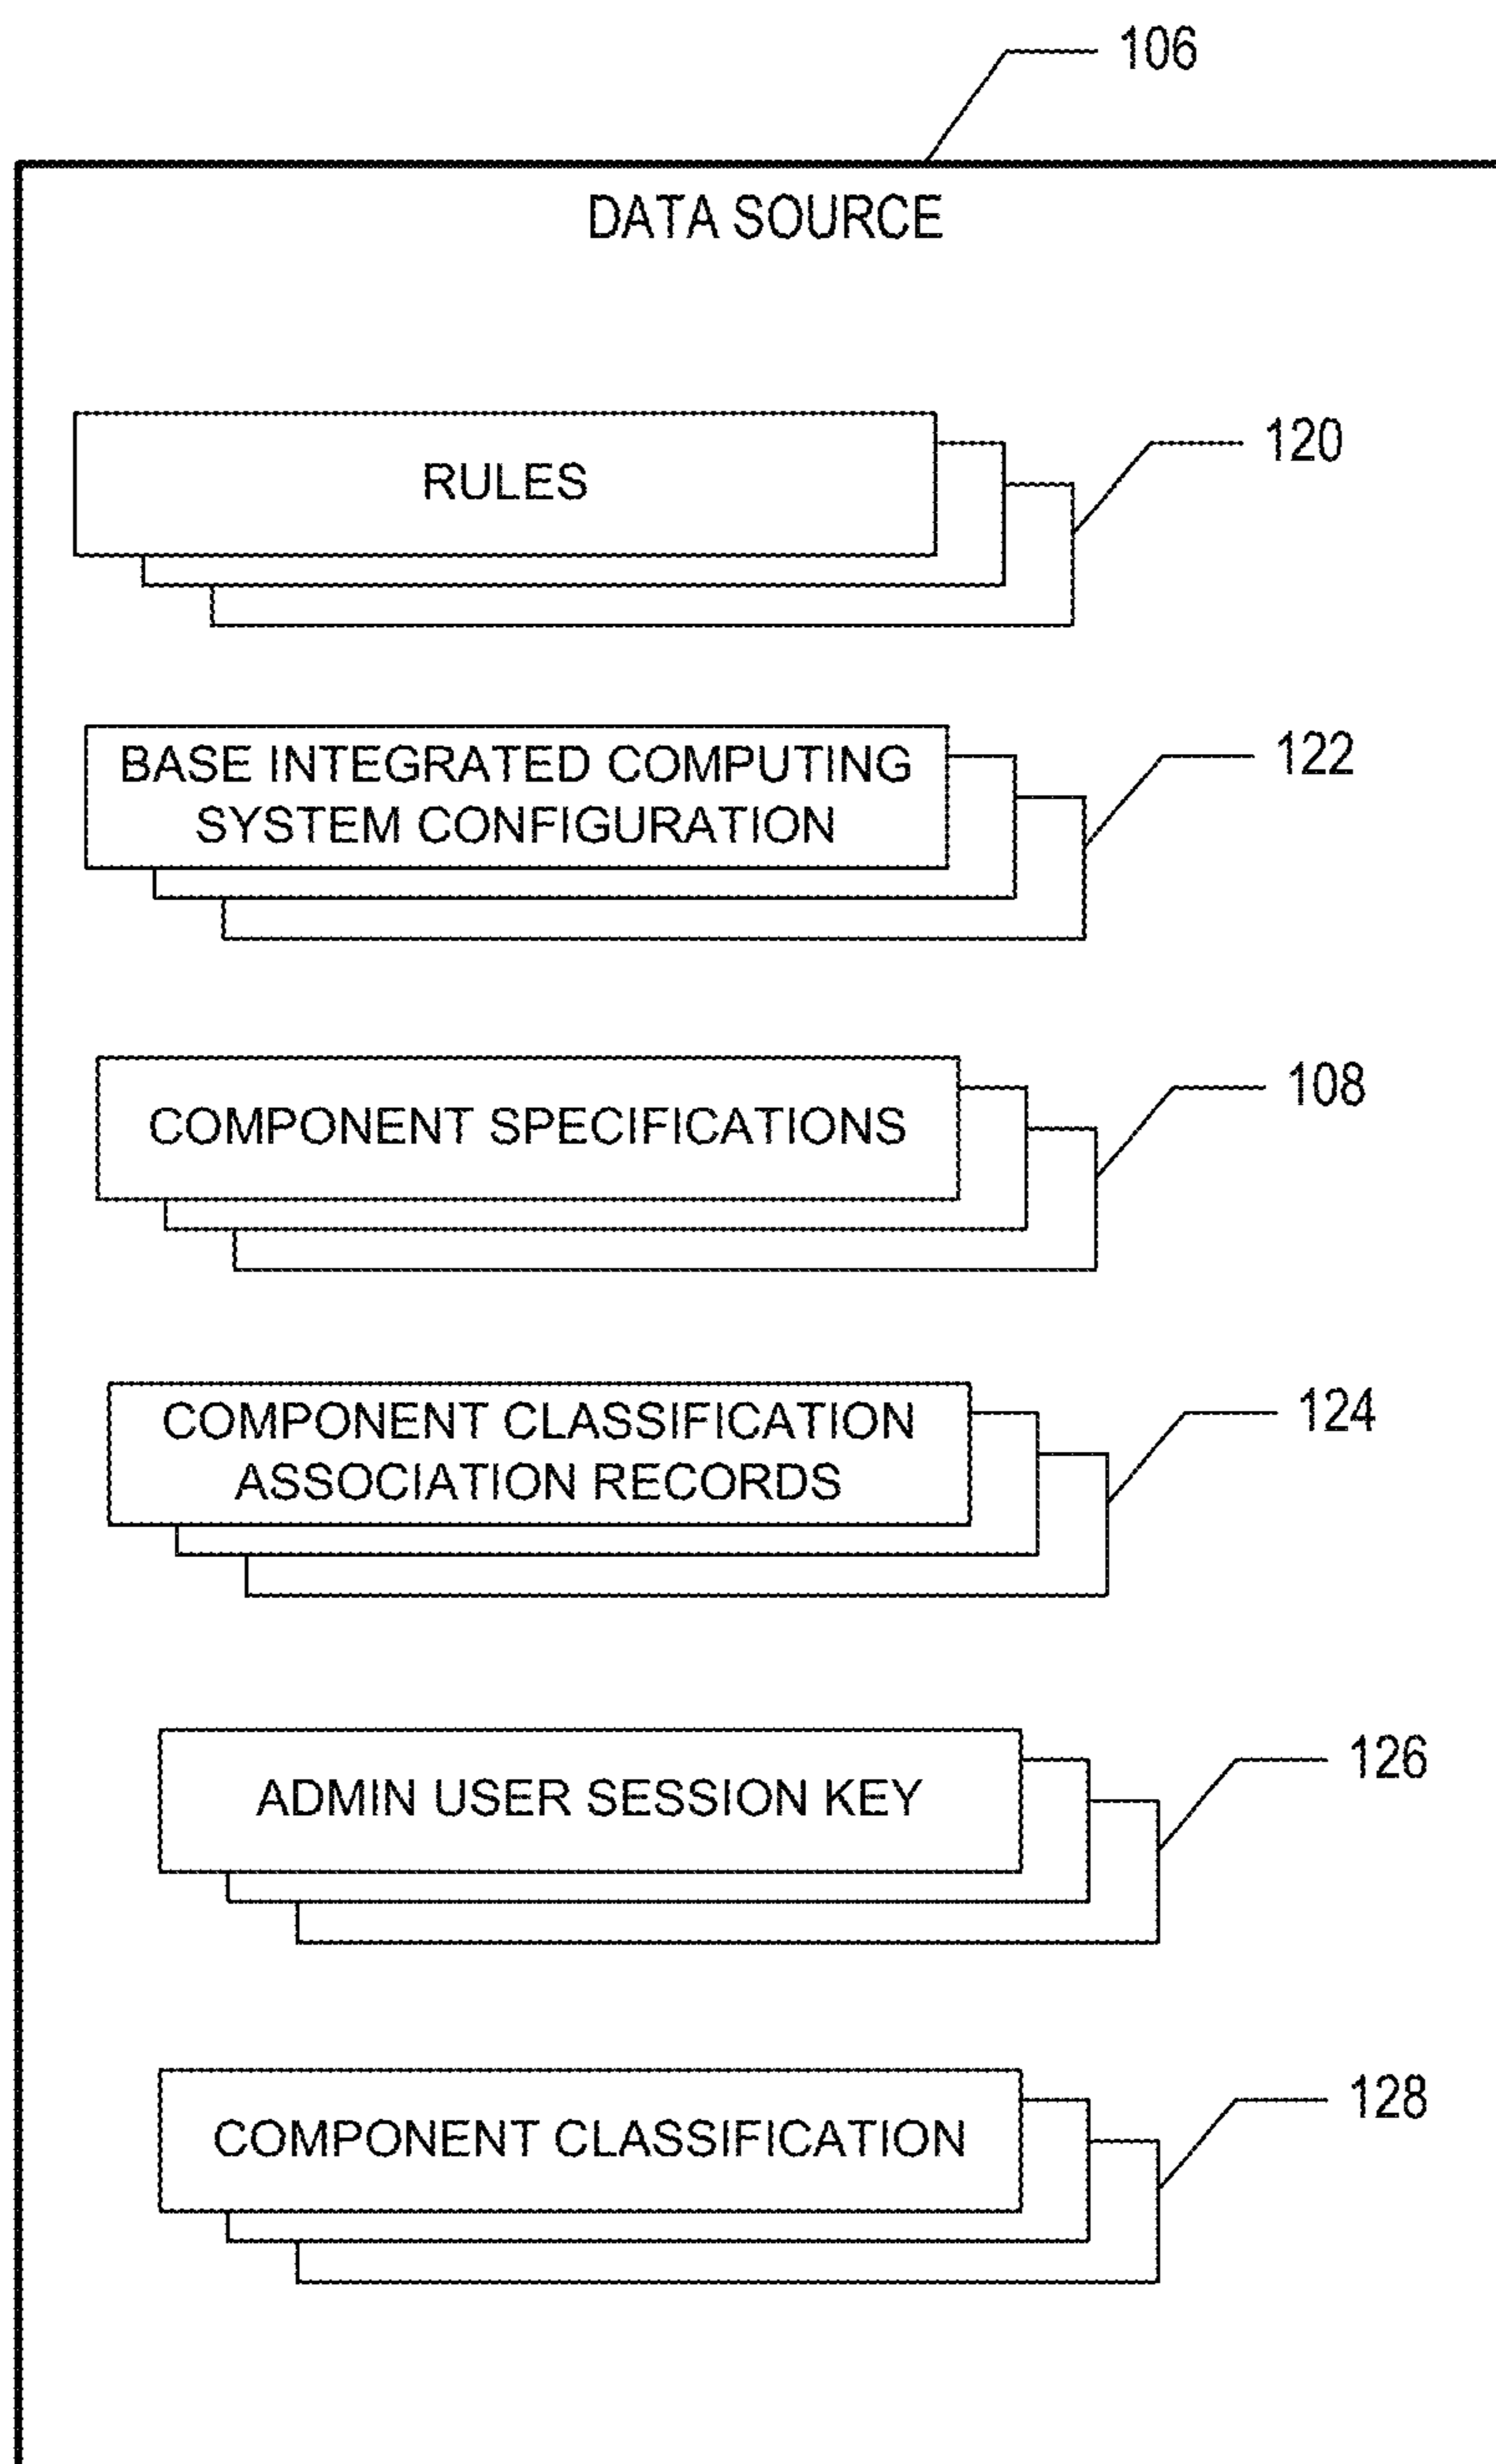 106
DATA SOURCE
RULES
120
BASE INTEGRATED COMPUTING
SYSTEM CONFIGURATION
122
COMPONENT SPECIFICATIONS
108
COMPONENT CLASSIFICATION
ASSOCIATION RECORDS
124
ADMIN USER SESSION KEY
126
COMPONENT CLASSIFICATION
128